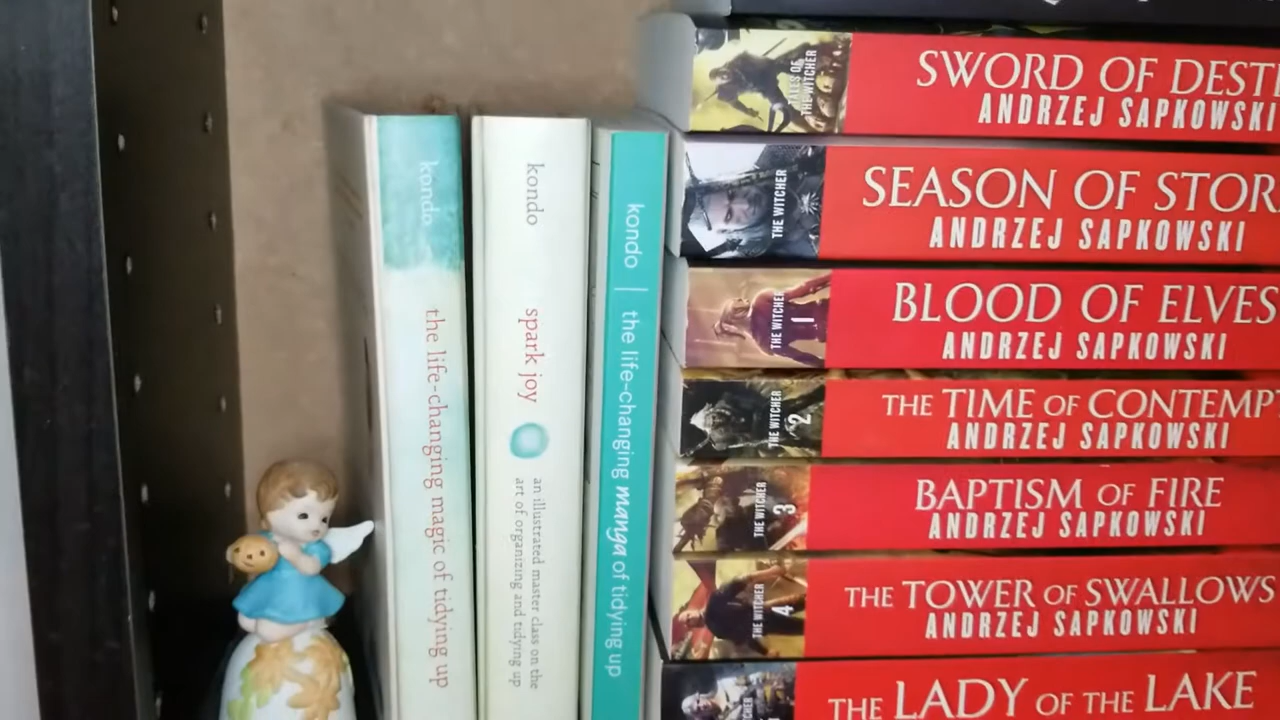 kondo
the life-changing magic of tidying up
kondo
spark joy
an illustrated master class on the
art of organizing and tidying up
kondo | the life-changing manga of tidying up
TALES OF
THE WITCHER
SWORD OF DESTI
ANDRZEJ SAPKOWSKI
THE WITCHER
SEASON OF STOR
ANDRZEJ SAPKOWSKI
THE WITCHER
1
BLOOD OF ELVES
ANDRZEJ SAPKOWSKI
THE WITCHER
2
THE TIME OF CONTEMPT
ANDRZEJ SAPKOWSKI
THE WITCHER
3
BAPTISM OF FIRE
ANDRZEJ SAPKOWSKI
THE WITCHER
4
THE TOWER OF SWALLOWS
ANDRZEJ SAPKOWSKI
THE LADY OF THE LAKE